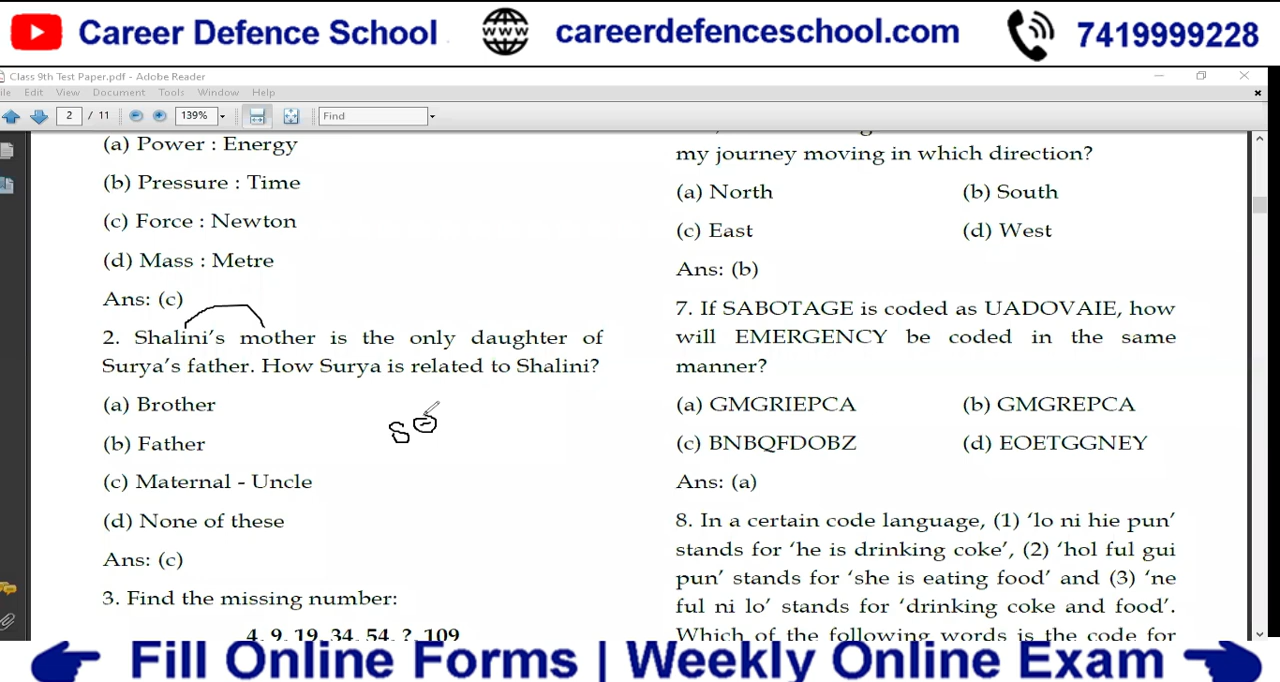 Career Defence School
www
careerdefenceschool.com
7419999228
Class 9th Test Paper.pdf - Adobe Reader
ile Edit View Document Tools Window Help
2 / 11 139% Find
(a) Power : Energy
(b) Pressure : Time
(c) Force : Newton
(d) Mass : Metre
Ans: (c)
2. Shalini's mother is the only daughter of
Surya's father. How Surya is related to Shalini?
(a) Brother
(b) Father
(c) Maternal - Uncle
(d) None of these
Ans: (c)
3. Find the missing number:
4, 9, 19, 34, 54, ?, 109
S
my journey moving in which direction?
(a) North (b) South
(c) East (d) West
Ans: (b)
7. If SABOTAGE is coded as UADOVAIE, how
will EMERGENCY be coded in the same
manner?
(a) GMGRIEPCA (b) GMGREPCA
(c) BNBQFDOBZ (d) EOETGGNEY
Ans: (a)
8. In a certain code language, (1) 'lo ni hie pun'
stands for 'he is drinking coke', (2) 'hol ful gui
pun' stands for 'she is eating food' and (3) 'ne
ful ni lo' stands for 'drinking coke and food'.
Which of the following words is the code for
Fill Online Forms | Weekly Online Exam